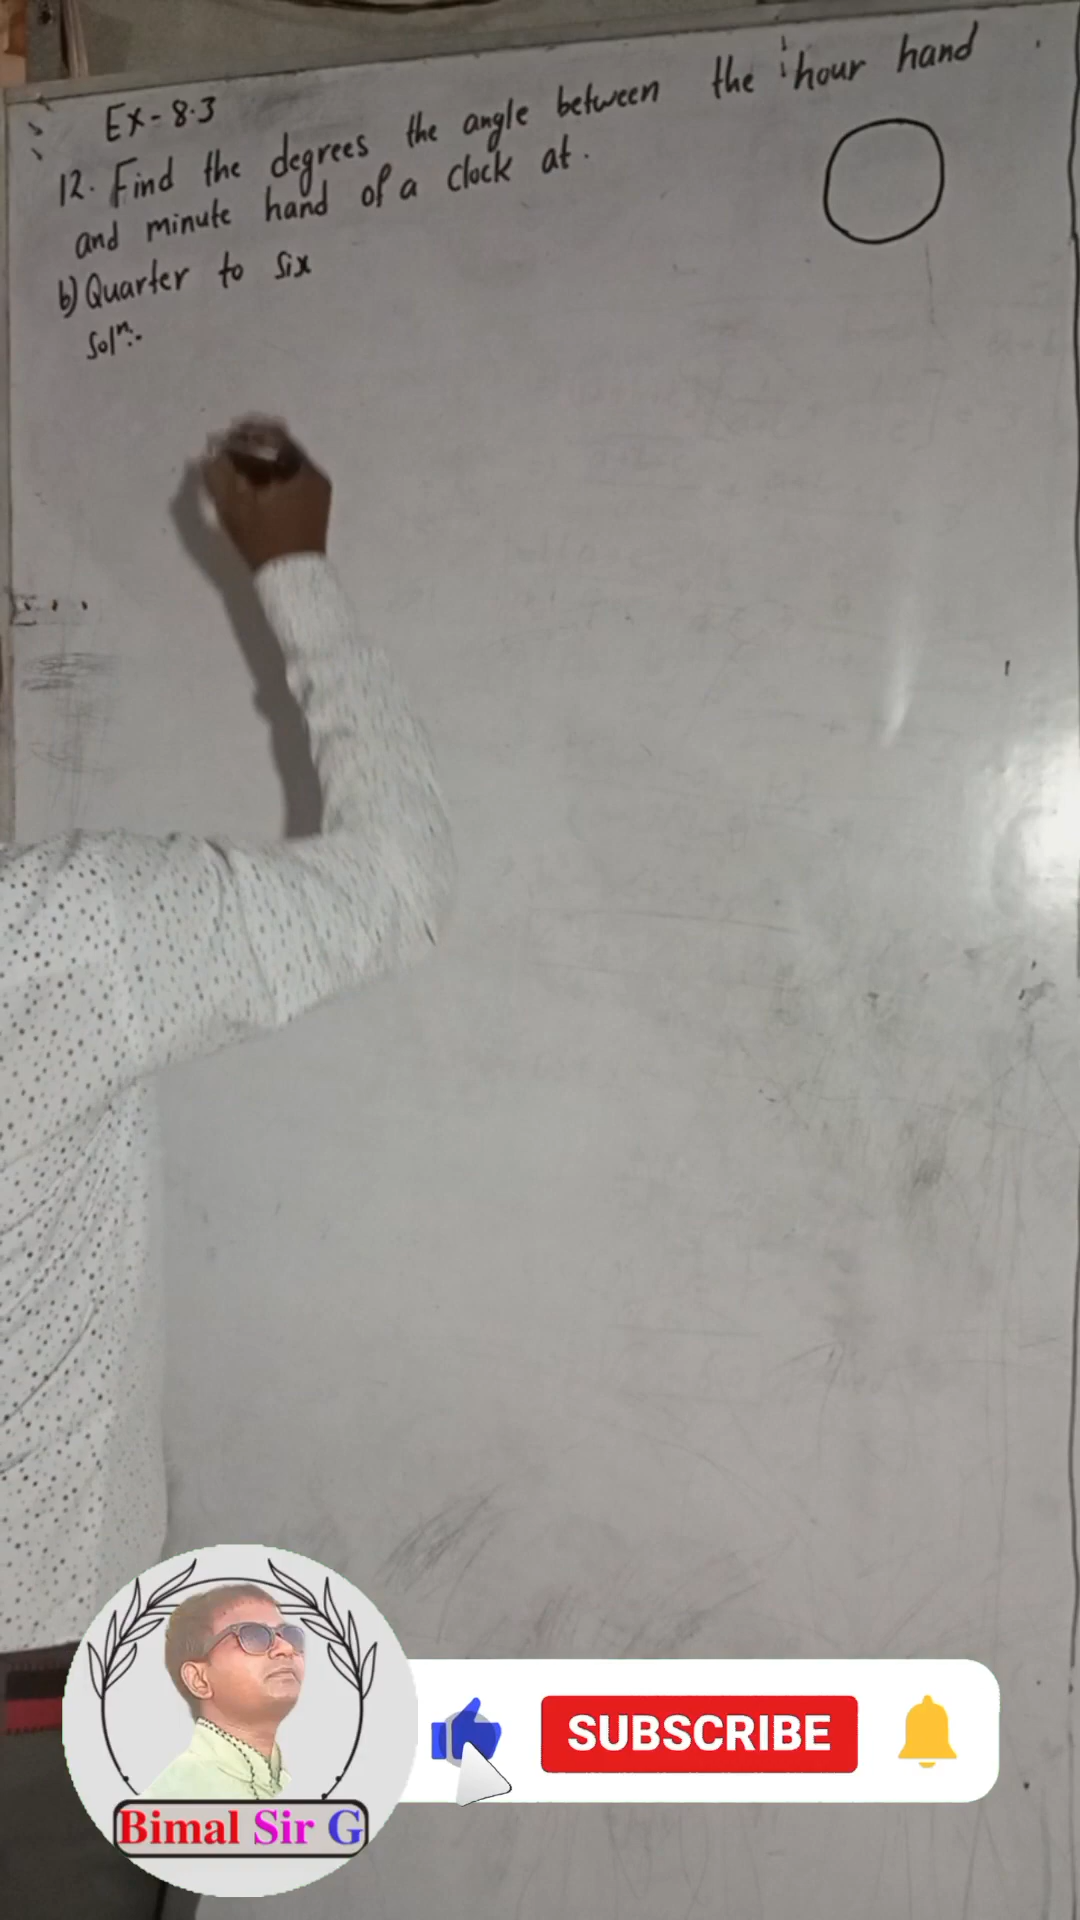 Ex-8.3
12. Find the degrees the angle between the hour hand
and minute hand of a clock at.
b) Quarter to six
Solⁿ:-
SUBSCRIBE
Bimal Sir G